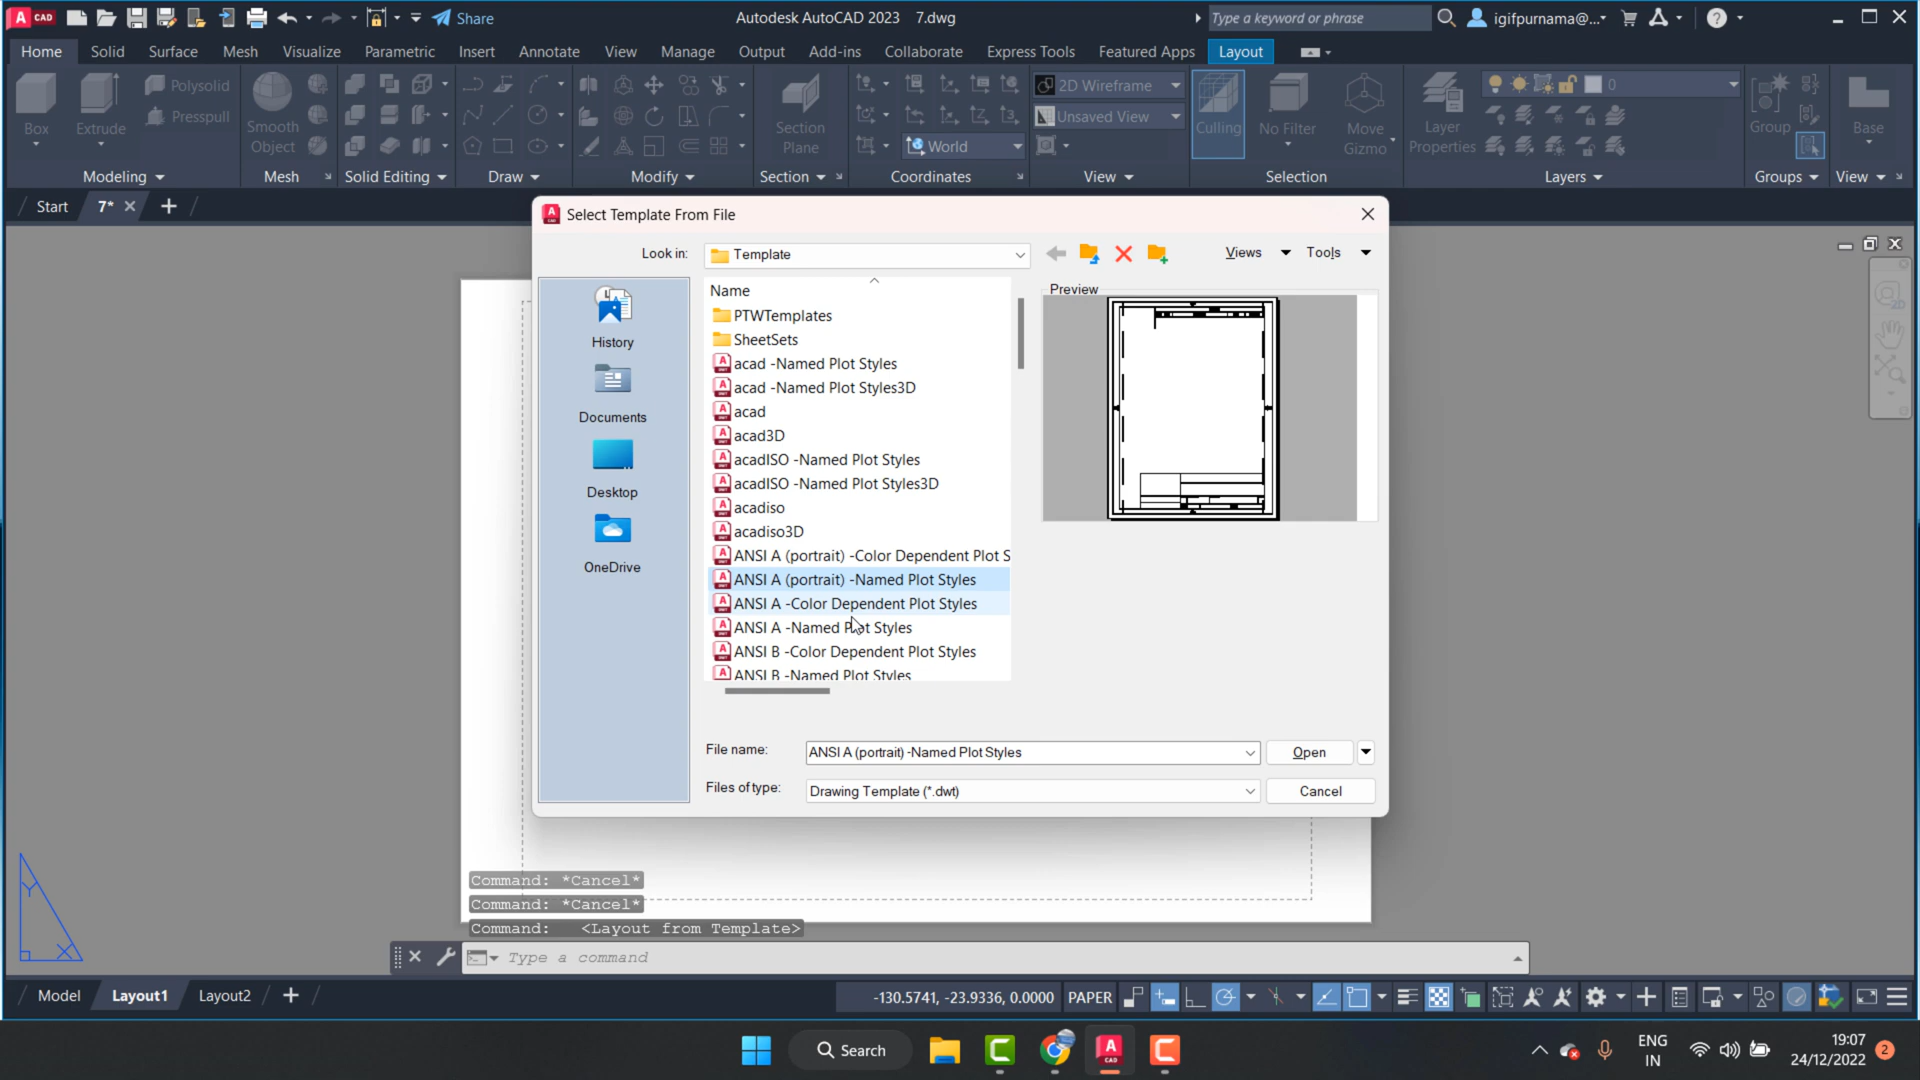 CAD
Share
Autodesk AutoCAD 2023 7.dwg
Type a keyword or phrase
igifpurnama@...
Home Solid Surface Mesh Visualize Parametric Insert Annotate View Manage Output Add-ins Collaborate Express Tools Featured Apps Layout
Box
Extrude
Polysolid
Presspull
Smooth
Object
Section
Plane
World
2D Wireframe
Unsaved View
Culling
No Filter
Move
Gizmo
Layer
Properties
0
Group
Base
Modeling Mesh Solid Editing Draw Modify Section Coordinates View Selection Layers Groups View
Start 7*
Select Template From File
Look in: Template
Views Tools
History
Documents
Desktop
OneDrive
Name
PTWTemplates
SheetSets
acad -Named Plot Styles
acad -Named Plot Styles3D
acad
acad3D
acadISO -Named Plot Styles
acadISO -Named Plot Styles3D
acadiso
acadiso3D
ANSI A (portrait) -Color Dependent Plot S
ANSI A (portrait) -Named Plot Styles
ANSI A -Color Dependent Plot Styles
ANSI A -Named Plot Styles
ANSI B -Color Dependent Plot Styles
ANSI B -Named Plot Styles
Preview
File name: ANSI A (portrait) -Named Plot Styles
Open
Files of type: Drawing Template (*.dwt)
Cancel
Command: *Cancel*
Command: *Cancel*
Command: <Layout from Template>
Type a command
Y
X
Model Layout1 Layout2
-130.5741, -23.9336, 0.0000 PAPER
Search
ENG
IN
19:07
24/12/2022
2